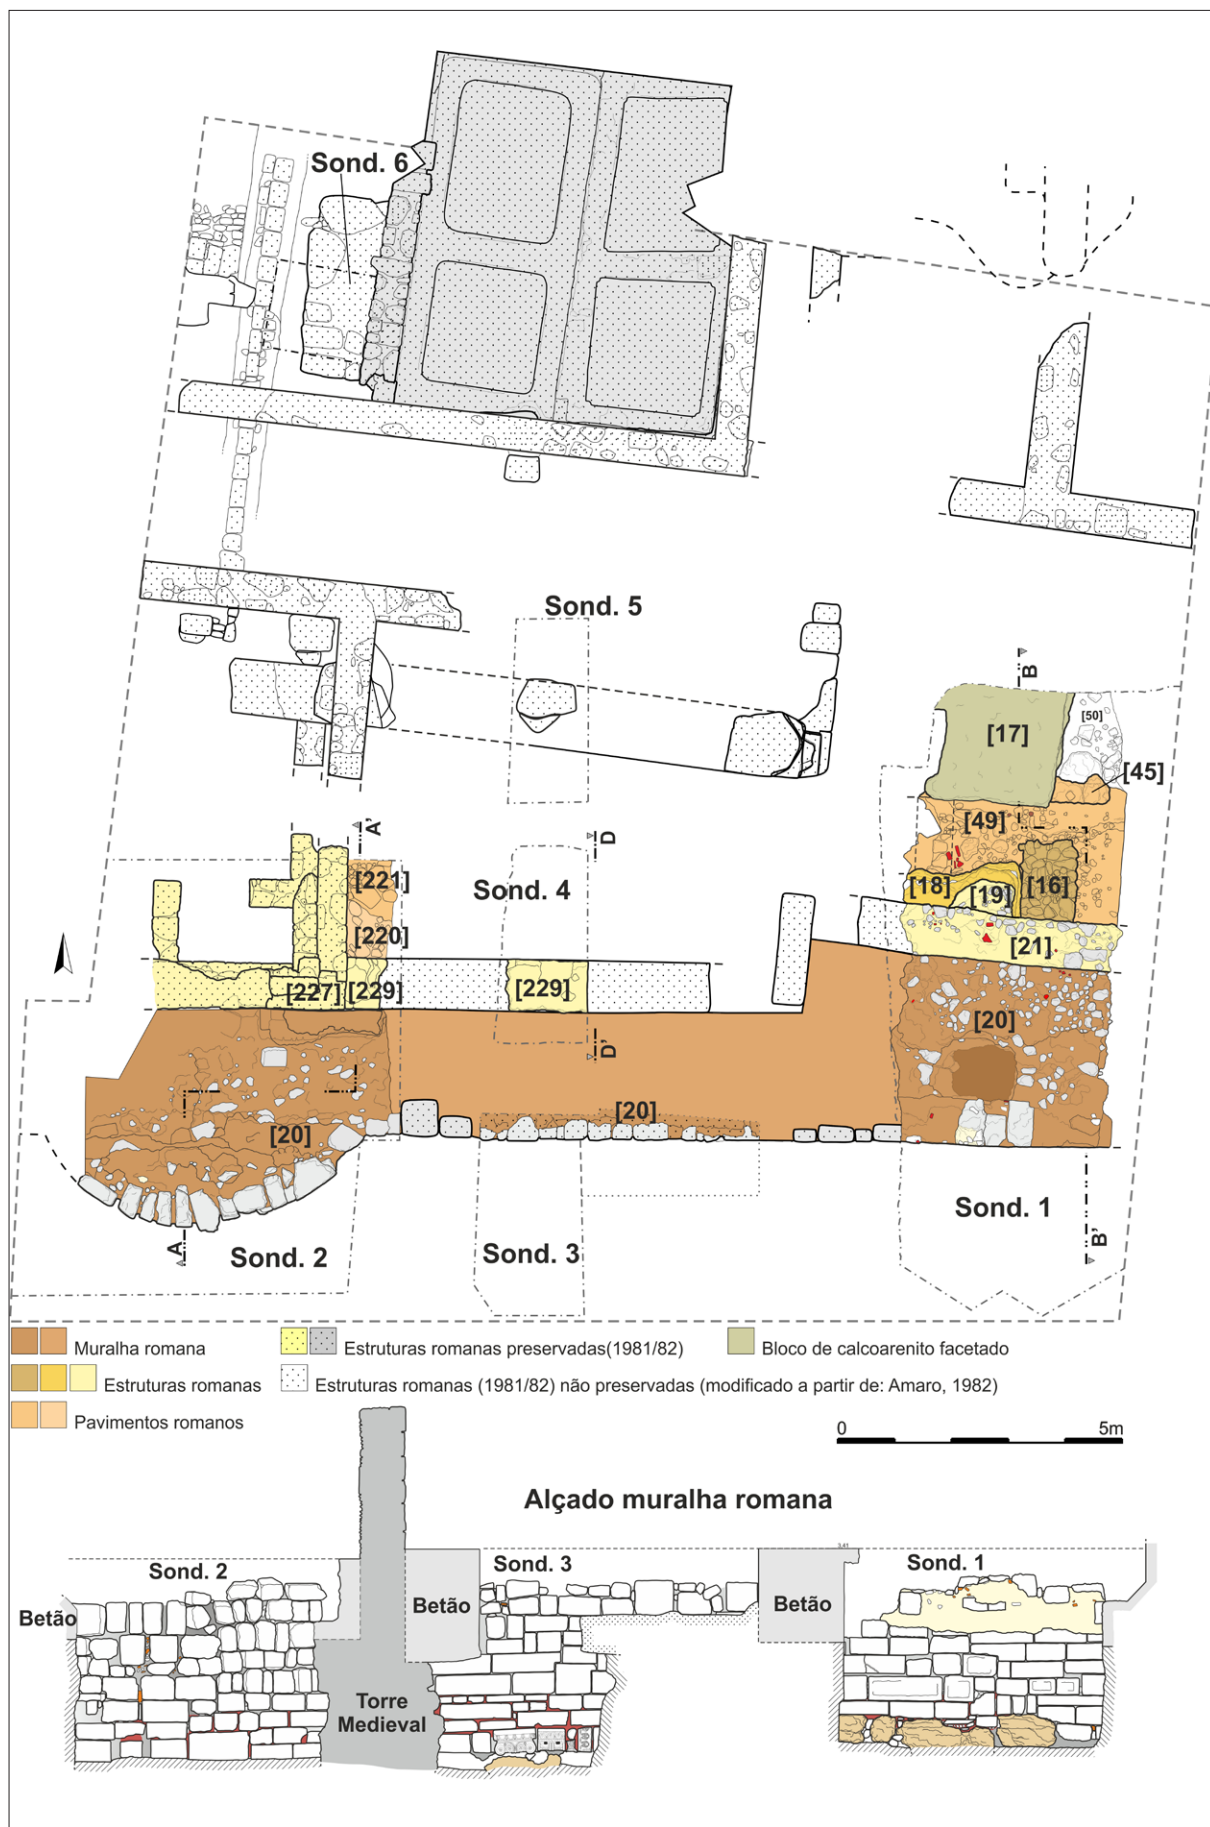 Sond. 6
Sond. 5
B
[17]
[50]
[45]
[49]
A'
D
[221]
Sond. 4
[18]
[19]
[16]
[220]
[21]
[227]
[229]
[229]
[20]
D'
[20]
[20]
Sond. 1
A
Sond. 2
Sond. 3
B'
Muralha romana
Estruturas romanas preservadas(1981/82)
Bloco de calcoarenito facetado
Estruturas romanas
Estruturas romanas (1981/82) não preservadas (modificado a partir de: Amaro, 1982)
Pavimentos romanos
0
5m
Alçado muralha romana
3,41
Sond. 2
Sond. 3
Sond. 1
Betão
Betão
Betão
Torre
Medieval